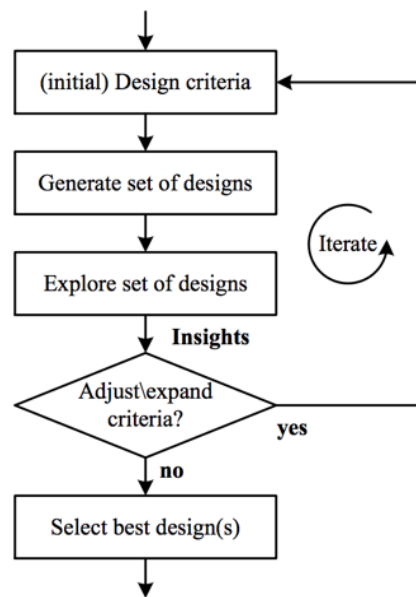 (initial) Design criteria
Generate set of designs
Iterate
Explore set of designs
Insights
Adjust\expand
criteria?
yes
no
Select best design(s)